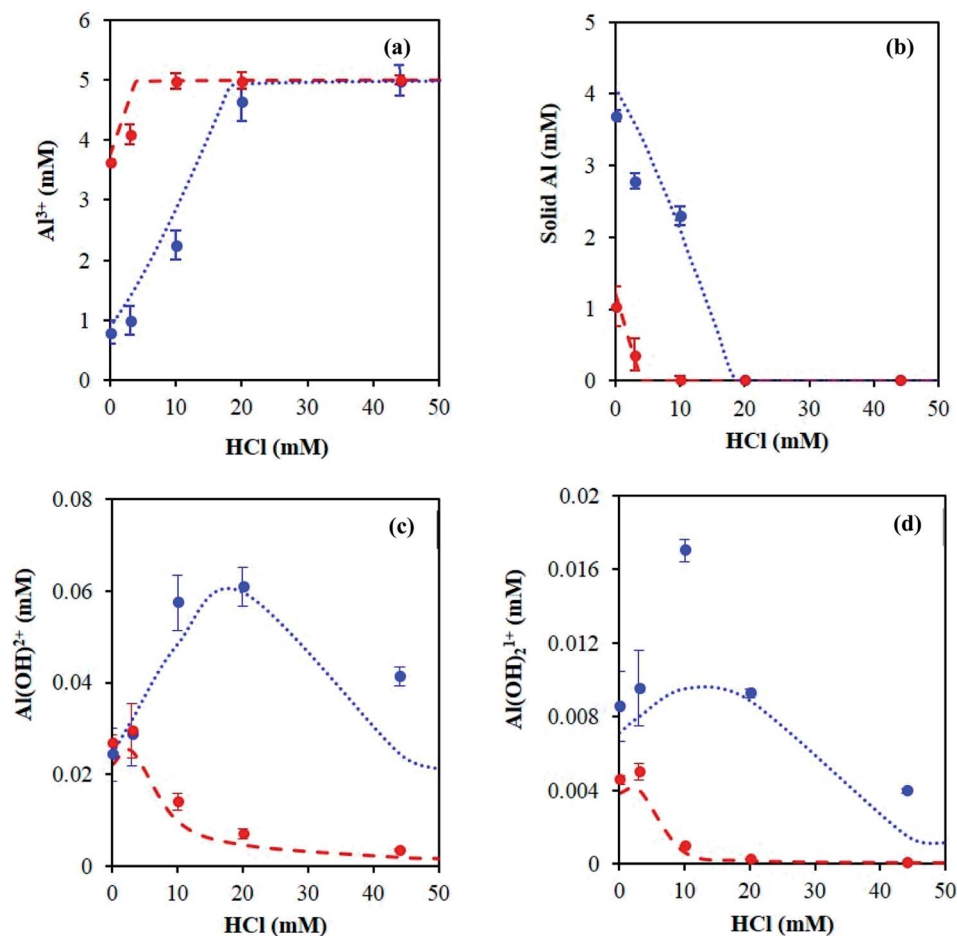 (a)
Al³⁺ (mM)
6
5
4
3
2
1
0
0 10 20 30 40 50
HCl (mM)
(b)
Solid Al (mM)
5
4
3
2
1
0
0 10 20 30 40 50
HCl (mM)
(c)
Al(OH)²⁺ (mM)
0.08
0.06
0.04
0.02
0
0 10 20 30 40 50
HCl (mM)
(d)
Al(OH)₂¹⁺ (mM)
0.02
0.016
0.012
0.008
0.004
0
0 10 20 30 40 50
HCl (mM)